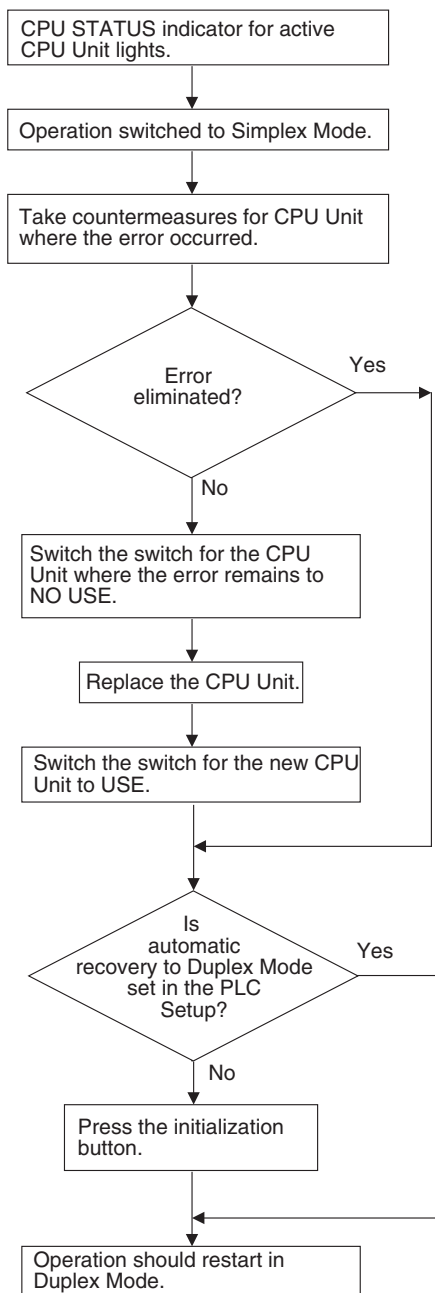 CPU STATUS indicator for active
CPU Unit lights.
Operation switched to Simplex Mode.
Take countermeasures for CPU Unit
where the error occurred.
Error
eliminated?
Yes
No
Switch the switch for the CPU
Unit where the error remains to
NO USE.
Replace the CPU Unit.
Switch the switch for the new CPU
Unit to USE.
Is
automatic
recovery to Duplex Mode
set in the PLC
Setup?
Yes
No
Press the initialization
button.
Operation should restart in
Duplex Mode.